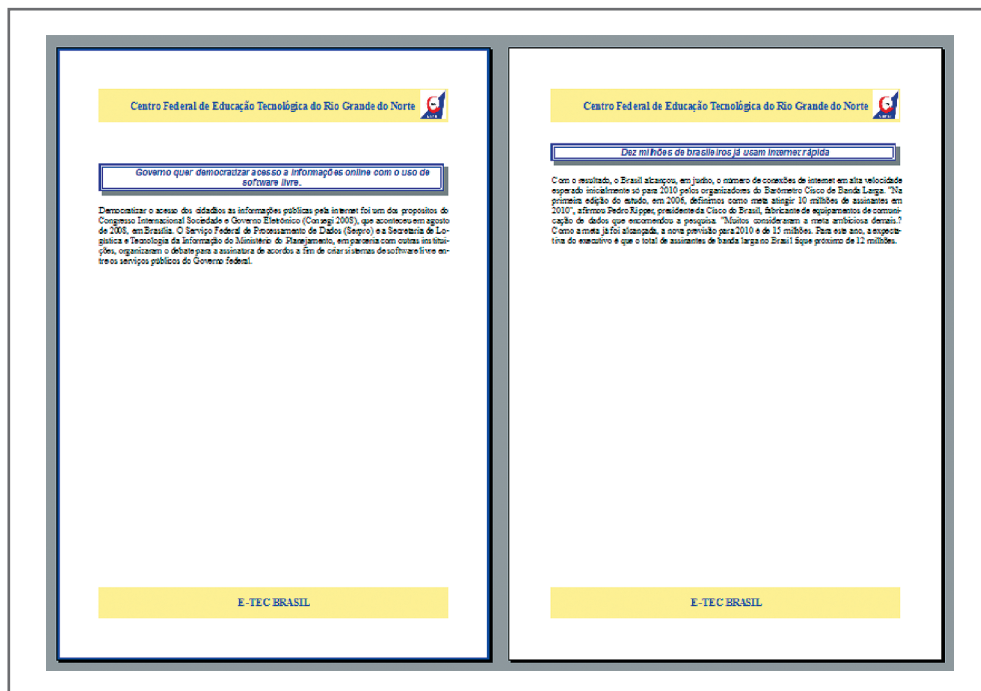 Centro Federal de Educação Tecnológica do Rio Grande do Norte
Governo quer democratizar acesso a informações online com o uso de
software livre.
Democratizar o acesso dos cidadãos às informações públicas pela internet foi um dos propósitos do
Congresso Internacional Sociedade e Governo Eletrônico (Consegi 2008), que aconteceu em agosto
de 2008, em Brasília. O Serviço Federal de Processamento de Dados (Serpro) e a Secretaria de Lo-
gística e Tecnologia da Informação do Ministério do Planejamento, em parceria com outras institui-
ções, organizaram o debate para a assinatura de acordos a fim de criar sistemas de software livre en-
tre os serviços públicos do Governo federal.
E-TEC BRASIL
Centro Federal de Educação Tecnológica do Rio Grande do Norte
Dez milhões de brasileiros já usam internet rápida
Com o resultado, o Brasil alcançou, em junho, o número de conexões de internet em alta velocidade
esperado inicialmente só para 2010 pelos organizadores do Barômetro Cisco de Banda Larga. "Na
primeira edição do estudo, em 2006, definimos como meta atingir 10 milhões de assinantes em
2010", afirmou Pedro Ripper, presidente da Cisco do Brasil, fabricante de equipamentos de comuni-
cação de dados que encomendou a pesquisa. "Muitos consideraram a meta ambiciosa demais.?
Como a meta já foi alcançada, a nova previsão para 2010 é de 15 milhões. Para este ano, a expecta-
tiva do executivo é que o total de assinantes de banda larga no Brasil fique próximo de 12 milhões.
E-TEC BRASIL